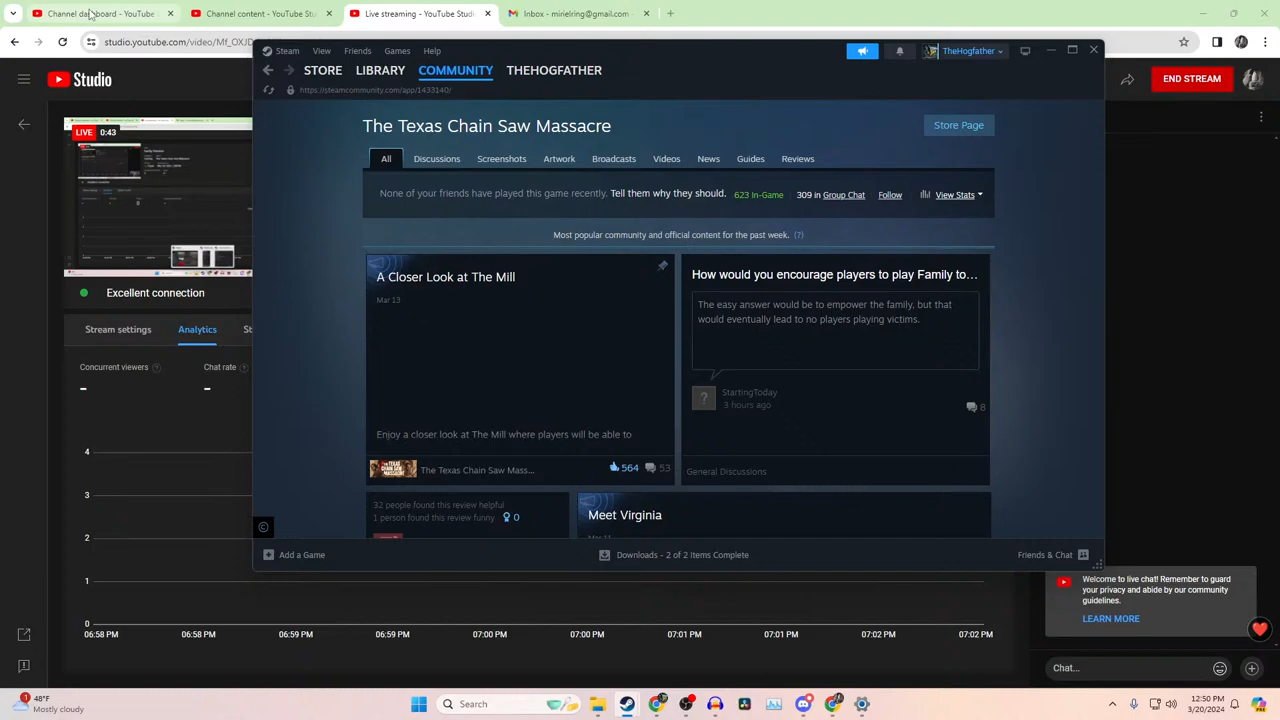 Channel dashboard - YouTube
Channel content - YouTube Stu
Live streaming - YouTube Studi
Inbox - mirielring@gmail.com
studio.youtube.com/video/Mf_OXJD
Studio
END STREAM
LIVE 0:43
Excellent connection
Stream settings
Analytics
Concurrent viewers
Chat rate
4
3
2
1
0
06:58 PM 06:58 PM 06:59 PM 06:59 PM 07:00 PM 07:00 PM 07:01 PM 07:01 PM 07:02 PM 07:02 PM
Steam View Friends Games Help
TheHogfather
STORE LIBRARY COMMUNITY THEHOGFATHER
https://steamcommunity.com/app/1433140/
The Texas Chain Saw Massacre
Store Page
All Discussions Screenshots Artwork Broadcasts Videos News Guides Reviews
None of your friends have played this game recently. Tell them why they should.
623 In-Game 309 in Group Chat Follow View Stats
Most popular community and official content for the past week. (?)
A Closer Look at The Mill
Mar 13
Enjoy a closer look at The Mill where players will be able to
The Texas Chain Saw Mass...
564 53
How would you encourage players to play Family to...
The easy answer would be to empower the family, but that
would eventually lead to no players playing victims.
StartingToday
3 hours ago
8
General Discussions
32 people found this review helpful
1 person found this review funny
0
Meet Virginia
Mar 11
Add a Game
Downloads - 2 of 2 Items Complete
Friends & Chat
Welcome to live chat! Remember to guard
your privacy and abide by our community
guidelines.
LEARN MORE
Chat...
1
48°F
Mostly cloudy
Search
12:50 PM
3/20/2024